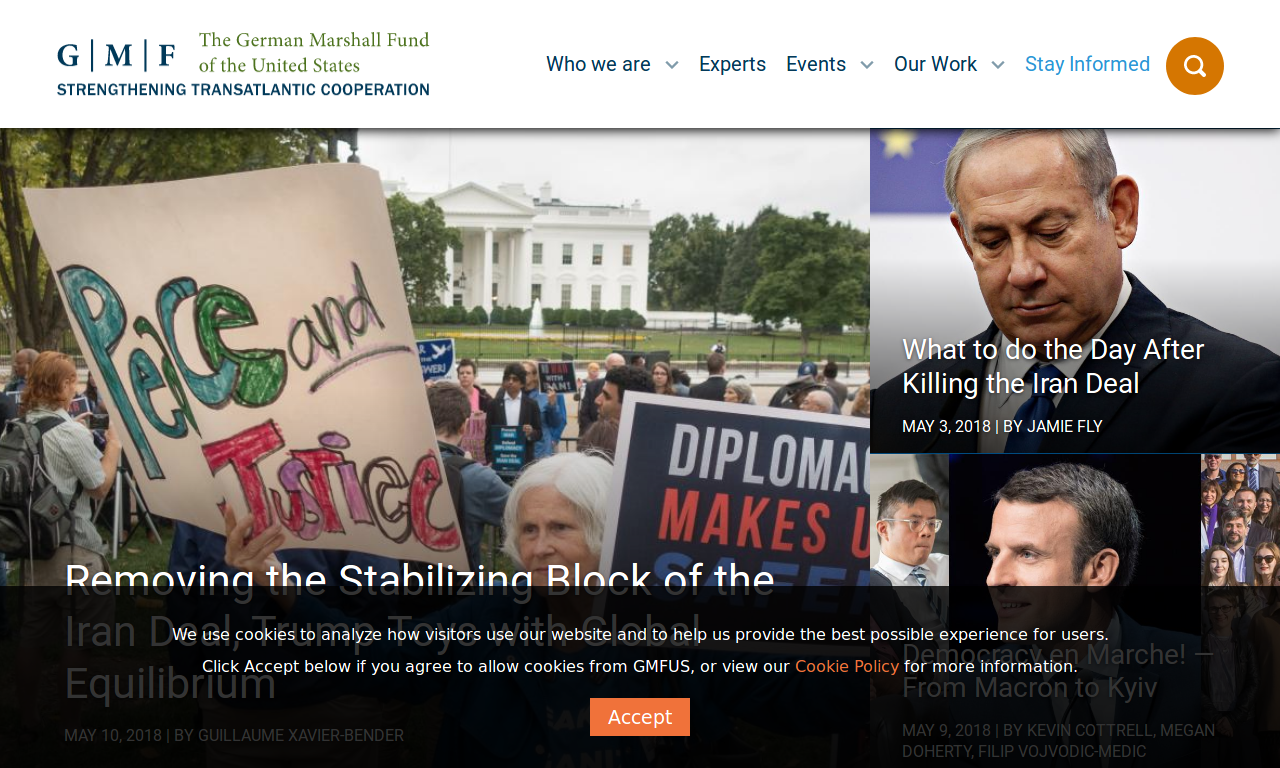 G | M | F
The German Marshall Fund
of the United States
STRENGTHENING TRANSATLANTIC COOPERATION
Who we are
Experts
Events
Our Work
Stay Informed
Peace and
Justice
DIPLOMAC
MAKES U
SAFER
Removing the Stabilizing Block of the
Iran Deal, Trump Toys with Global
Equilibrium
MAY 10, 2018 | BY GUILLAUME XAVIER-BENDER
What to do the Day After
Killing the Iran Deal
MAY 3, 2018 | BY JAMIE FLY
Democracy en Marche! —
From Macron to Kyiv
MAY 9, 2018 | BY KEVIN COTTRELL, MEGAN
DOHERTY, FILIP VOJVODIC-MEDIC
We use cookies to analyze how visitors use our website and to help us provide the best possible experience for users.
Click Accept below if you agree to allow cookies from GMFUS, or view our Cookie Policy for more information.
Accept